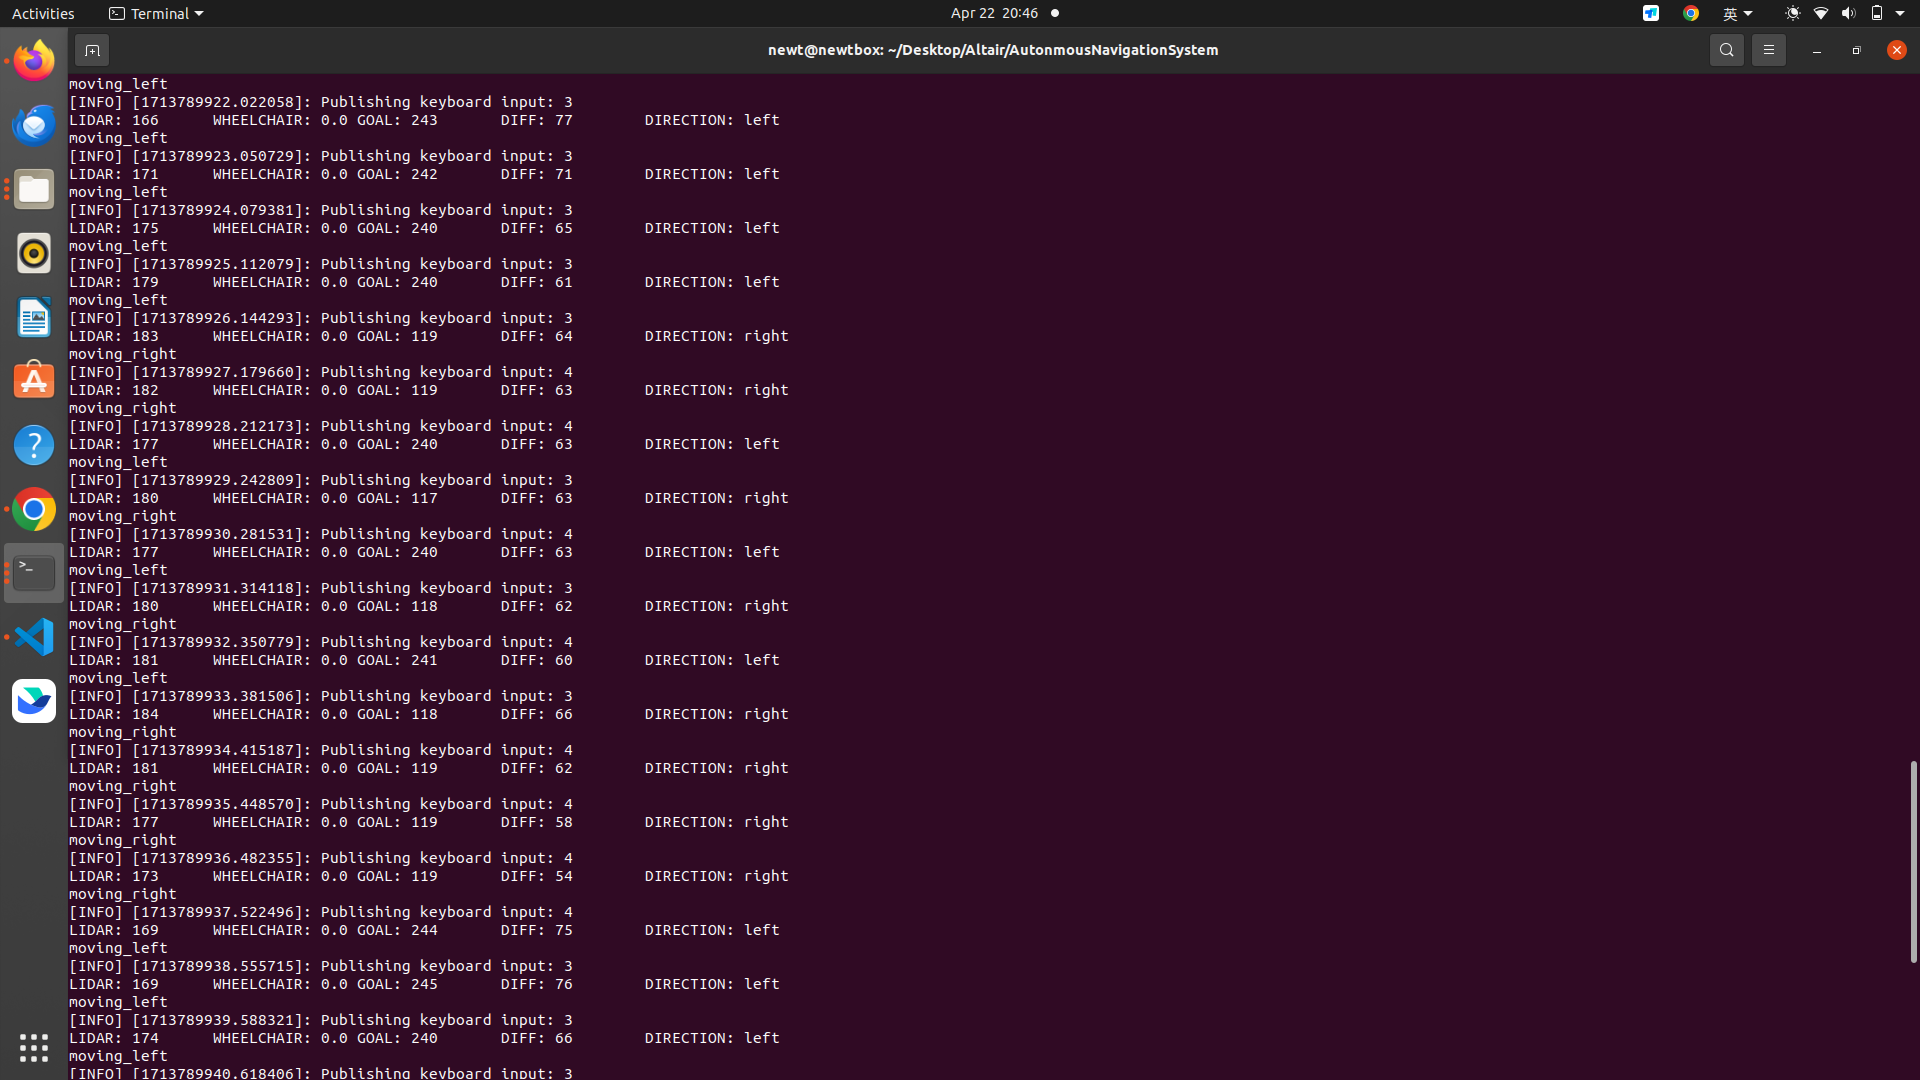 Activities Terminal Apr 22 20:46 英
newt@newtbox: ~/Desktop/Altair/AutonmousNavigationSystem
moving_left
[INFO] [1713789922.022058]: Publishing keyboard input: 3
LIDAR: 166 WHEELCHAIR: 0.0 GOAL: 243 DIFF: 77 DIRECTION: left
moving_left
[INFO] [1713789923.050729]: Publishing keyboard input: 3
LIDAR: 171 WHEELCHAIR: 0.0 GOAL: 242 DIFF: 71 DIRECTION: left
moving_left
[INFO] [1713789924.079381]: Publishing keyboard input: 3
LIDAR: 175 WHEELCHAIR: 0.0 GOAL: 240 DIFF: 65 DIRECTION: left
moving_left
[INFO] [1713789925.112079]: Publishing keyboard input: 3
LIDAR: 179 WHEELCHAIR: 0.0 GOAL: 240 DIFF: 61 DIRECTION: left
moving_left
[INFO] [1713789926.144293]: Publishing keyboard input: 3
LIDAR: 183 WHEELCHAIR: 0.0 GOAL: 119 DIFF: 64 DIRECTION: right
moving_right
[INFO] [1713789927.179660]: Publishing keyboard input: 4
LIDAR: 182 WHEELCHAIR: 0.0 GOAL: 119 DIFF: 63 DIRECTION: right
moving_right
[INFO] [1713789928.212173]: Publishing keyboard input: 4
LIDAR: 177 WHEELCHAIR: 0.0 GOAL: 240 DIFF: 63 DIRECTION: left
moving_left
[INFO] [1713789929.242809]: Publishing keyboard input: 3
LIDAR: 180 WHEELCHAIR: 0.0 GOAL: 117 DIFF: 63 DIRECTION: right
moving_right
[INFO] [1713789930.281531]: Publishing keyboard input: 4
LIDAR: 177 WHEELCHAIR: 0.0 GOAL: 240 DIFF: 63 DIRECTION: left
moving_left
[INFO] [1713789931.314118]: Publishing keyboard input: 3
LIDAR: 180 WHEELCHAIR: 0.0 GOAL: 118 DIFF: 62 DIRECTION: right
moving_right
[INFO] [1713789932.350779]: Publishing keyboard input: 4
LIDAR: 181 WHEELCHAIR: 0.0 GOAL: 241 DIFF: 60 DIRECTION: left
moving_left
[INFO] [1713789933.381506]: Publishing keyboard input: 3
LIDAR: 184 WHEELCHAIR: 0.0 GOAL: 118 DIFF: 66 DIRECTION: right
moving_right
[INFO] [1713789934.415187]: Publishing keyboard input: 4
LIDAR: 181 WHEELCHAIR: 0.0 GOAL: 119 DIFF: 62 DIRECTION: right
moving_right
[INFO] [1713789935.448570]: Publishing keyboard input: 4
LIDAR: 177 WHEELCHAIR: 0.0 GOAL: 119 DIFF: 58 DIRECTION: right
moving_right
[INFO] [1713789936.482355]: Publishing keyboard input: 4
LIDAR: 173 WHEELCHAIR: 0.0 GOAL: 119 DIFF: 54 DIRECTION: right
moving_right
[INFO] [1713789937.522496]: Publishing keyboard input: 4
LIDAR: 169 WHEELCHAIR: 0.0 GOAL: 244 DIFF: 75 DIRECTION: left
moving_left
[INFO] [1713789938.555715]: Publishing keyboard input: 3
LIDAR: 169 WHEELCHAIR: 0.0 GOAL: 245 DIFF: 76 DIRECTION: left
moving_left
[INFO] [1713789939.588321]: Publishing keyboard input: 3
LIDAR: 174 WHEELCHAIR: 0.0 GOAL: 240 DIFF: 66 DIRECTION: left
moving_left
[INFO] [1713789940.618406]: Publishing keyboard input: 3